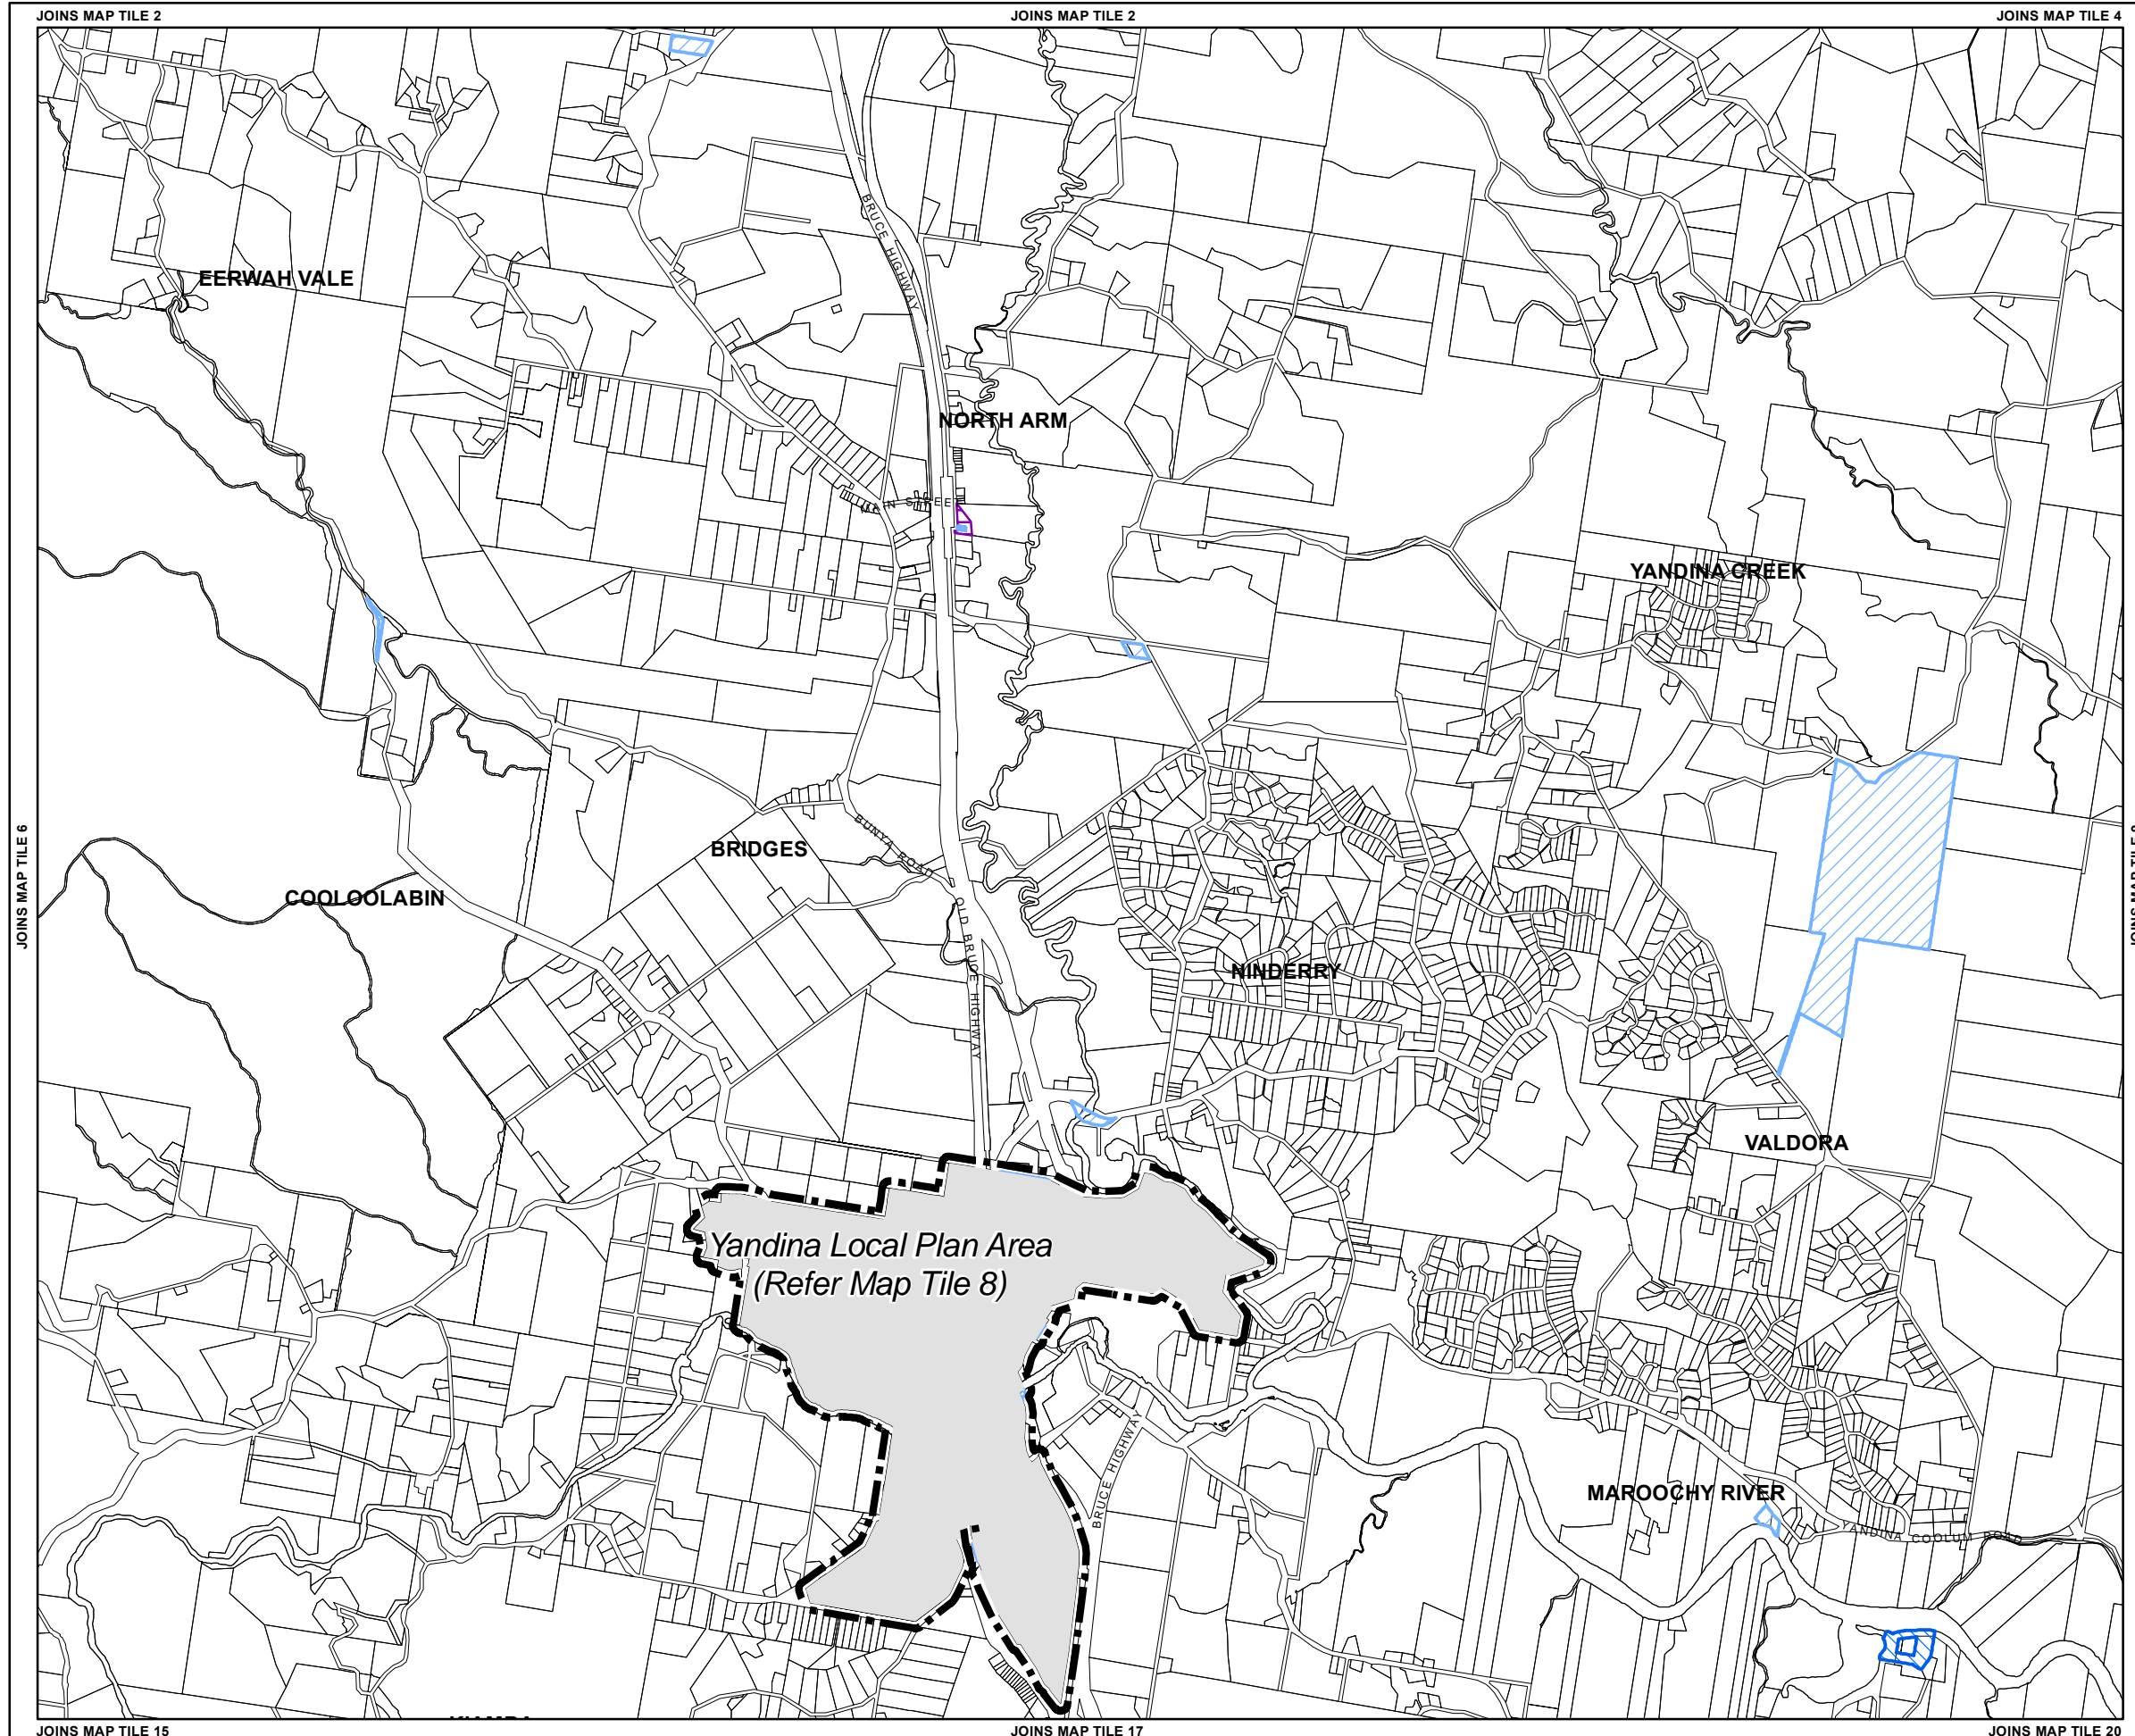 JOINS MAP TILE 2
JOINS MAP TILE 2
JOINS MAP TILE 4
BRUCE HIGHWAY
EERWAH VALE
NORTH ARM
MAIN STREET
YANDINA CREEK
JOINS MAP TILE 6
BUNYA ROAD
BRIDGES
COOLOOLABIN
OLD BRUCE HIGHWAY
NINDERRY
VALDORA
Yandina Local Plan Area
(Refer Map Tile 8)
BRUCE HIGHWAY
MAROOCHY RIVER
YANDINA COOLUM ROAD
JOINS MAP TILE 15
JOINS MAP TILE 17
JOINS MAP TILE 20